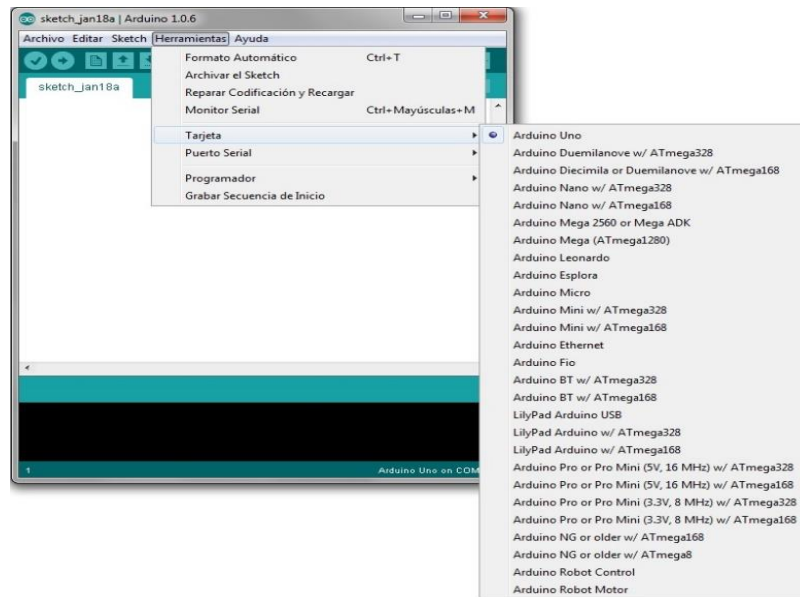 sketch_jan18a | Arduino 1.0.6
Archivo Editar Sketch Herramientas Ayuda
Formato Automático Ctrl+T
Archivar el Sketch
Reparar Codificación y Recargar
Monitor Serial Ctrl+Mayúsculas+M
Tarjeta
Puerto Serial
Programador
Grabar Secuencia de Inicio
sketch_jan18a
Arduino Uno
Arduino Duemilanove w/ ATmega328
Arduino Diecimila or Duemilanove w/ ATmega168
Arduino Nano w/ ATmega328
Arduino Nano w/ ATmega168
Arduino Mega 2560 or Mega ADK
Arduino Mega (ATmega1280)
Arduino Leonardo
Arduino Esplora
Arduino Micro
Arduino Mini w/ ATmega328
Arduino Mini w/ ATmega168
Arduino Ethernet
Arduino Fio
Arduino BT w/ ATmega328
Arduino BT w/ ATmega168
LilyPad Arduino USB
LilyPad Arduino w/ ATmega328
LilyPad Arduino w/ ATmega168
Arduino Pro or Pro Mini (5V, 16 MHz) w/ ATmega328
Arduino Pro or Pro Mini (5V, 16 MHz) w/ ATmega168
Arduino Pro or Pro Mini (3.3V, 8 MHz) w/ ATmega328
Arduino Pro or Pro Mini (3.3V, 8 MHz) w/ ATmega168
Arduino NG or older w/ ATmega168
Arduino NG or older w/ ATmega8
Arduino Robot Control
Arduino Robot Motor
1 Arduino Uno on COM